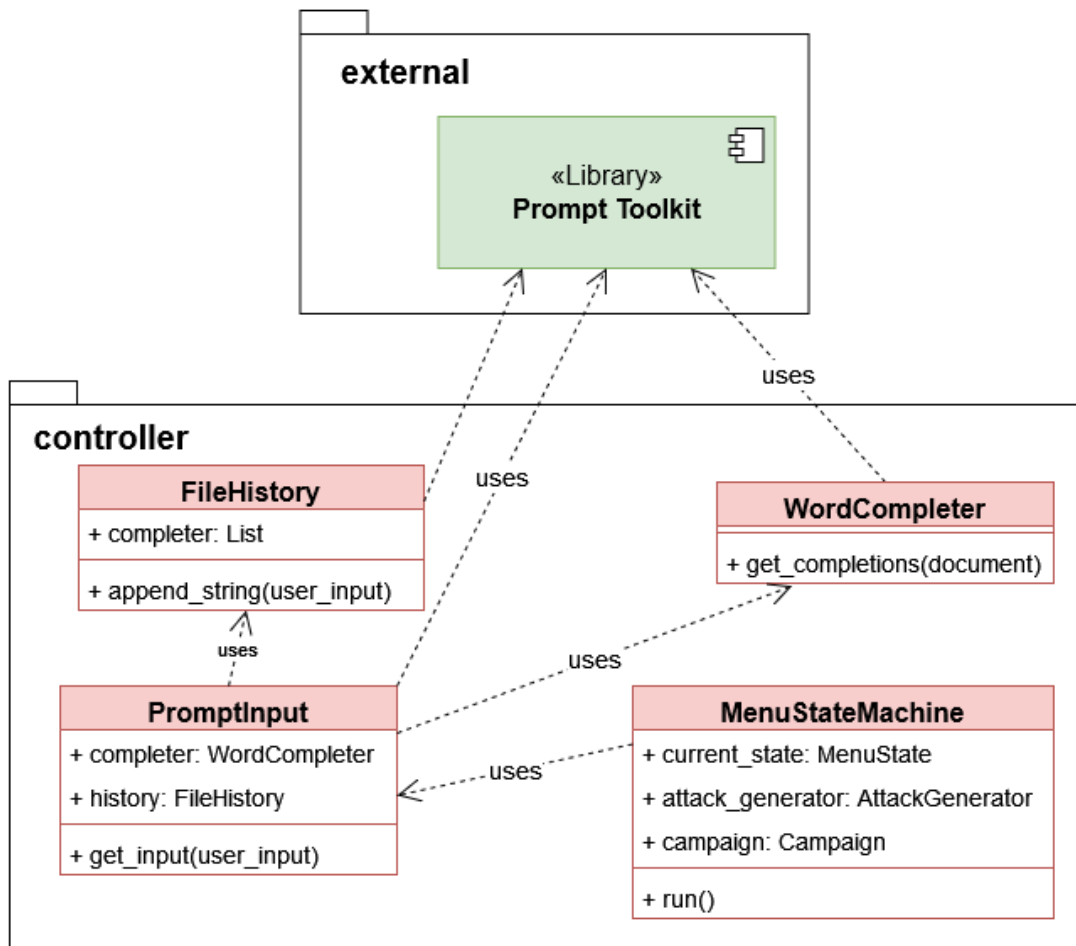 external
«Library»
Prompt Toolkit
uses
controller
FileHistory
+ completer: List
+ append_string(user_input)
uses
WordCompleter
+ get_completions(document)
uses
uses
PromptInput
+ completer: WordCompleter
+ history: FileHistory
+ get_input(user_input)
uses
MenuStateMachine
+ current_state: MenuState
+ attack_generator: AttackGenerator
+ campaign: Campaign
+ run()